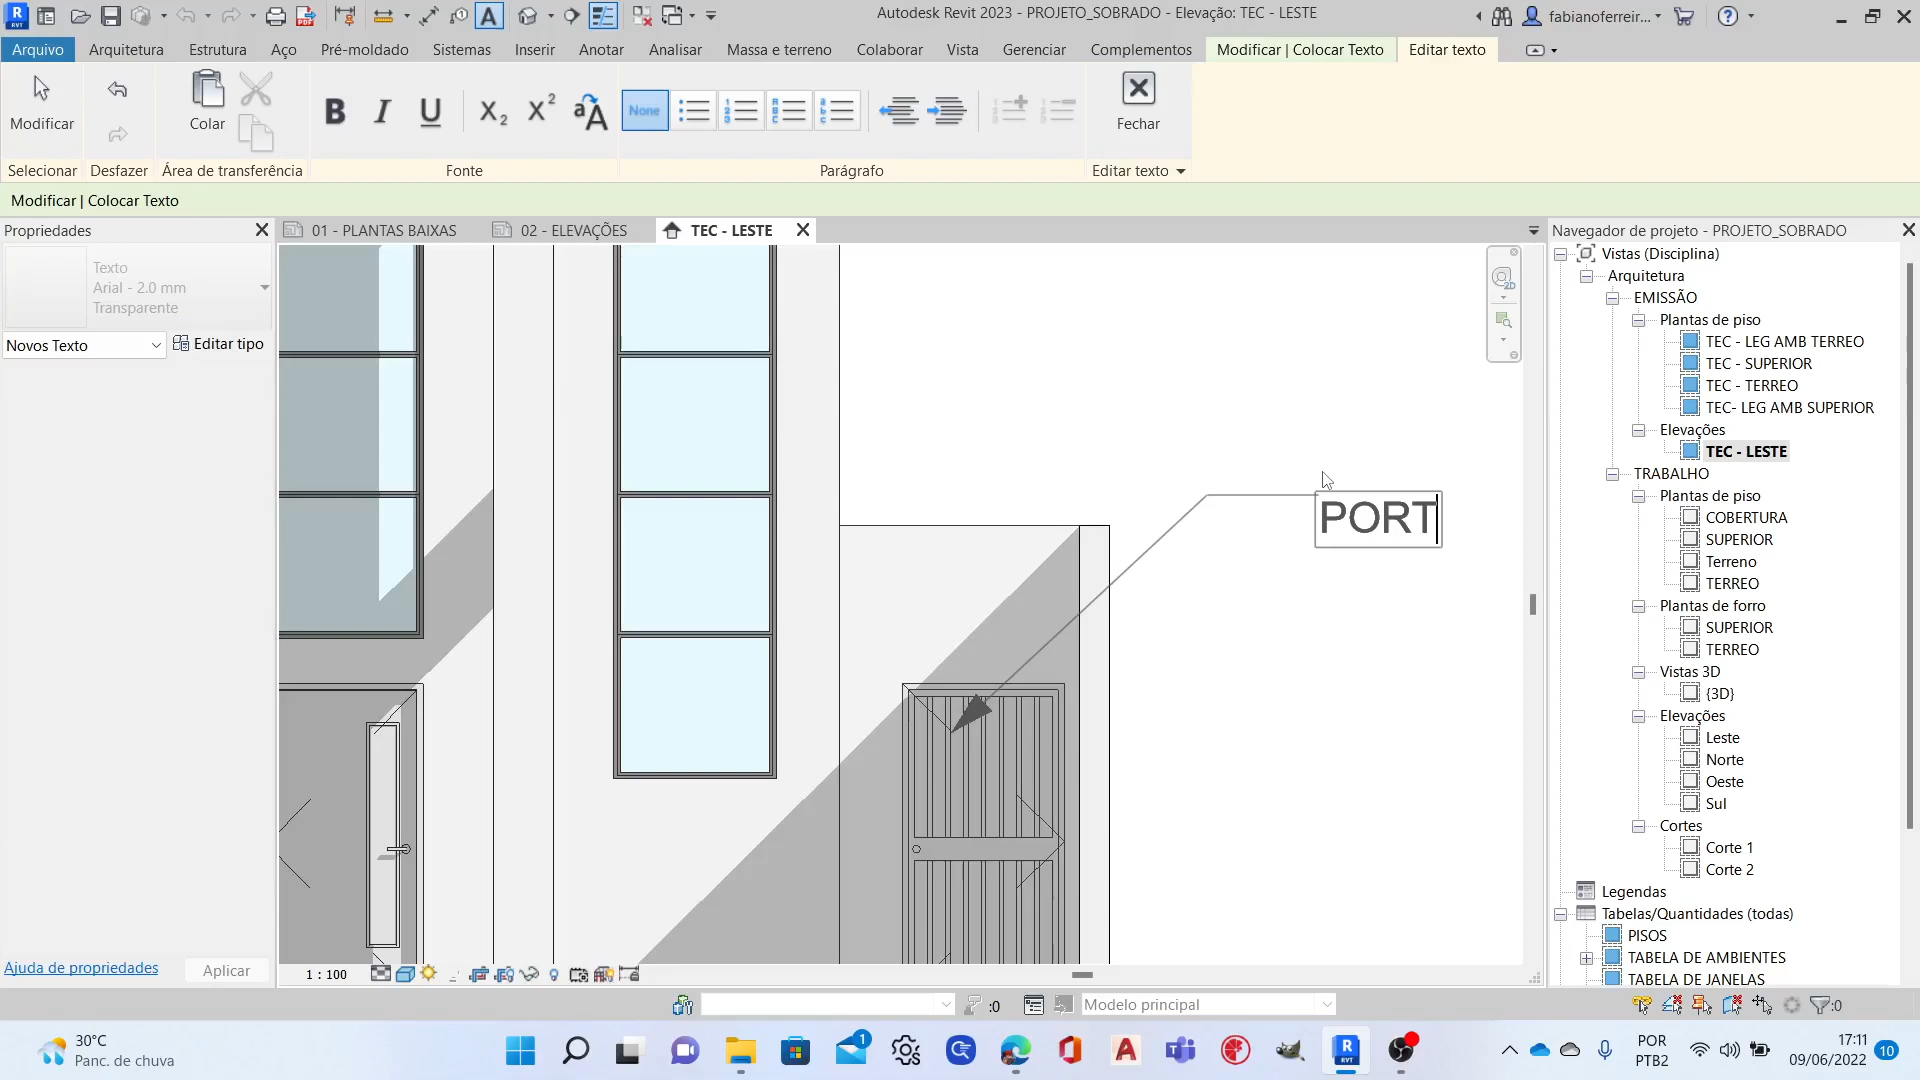 Autodesk Revit 2023 - PROJETO_SOBRADO - Elevação: TEC - LESTE
fabianoferreir...
Arquivo Arquitetura Estrutura Aço Pré-moldado Sistemas Inserir Anotar Analisar Massa e terreno Colaborar Vista Gerenciar Complementos Modificar | Colocar Texto Editar texto
None
Modificar Colar Fechar
Selecionar Desfazer Área de transferência Fonte Parágrafo Editar texto
Modificar | Colocar Texto
Propriedades
Texto
Arial - 2.0 mm
Transparente
Novos Texto
Editar tipo
Ajuda de propriedades
Aplicar
01 - PLANTAS BAIXAS
02 - ELEVAÇÕES
TEC - LESTE
2D
PORT
1 : 100
Navegador de projeto - PROJETO_SOBRADO
Vistas (Disciplina)
Arquitetura
EMISSÃO
Plantas de piso
TEC - LEG AMB TERREO
TEC - SUPERIOR
TEC - TERREO
TEC- LEG AMB SUPERIOR
Elevações
TEC - LESTE
TRABALHO
Plantas de piso
COBERTURA
SUPERIOR
Terreno
TERREO
Plantas de forro
SUPERIOR
TERREO
Vistas 3D
{3D}
Elevações
Leste
Norte
Oeste
Sul
Cortes
Corte 1
Corte 2
Legendas
Tabelas/Quantidades (todas)
PISOS
TABELA DE AMBIENTES
TABELA DE JANELAS
:0
Modelo principal
:0
30°C
Panc. de chuva
1
POR
PTB2
17:11
09/06/2022
10